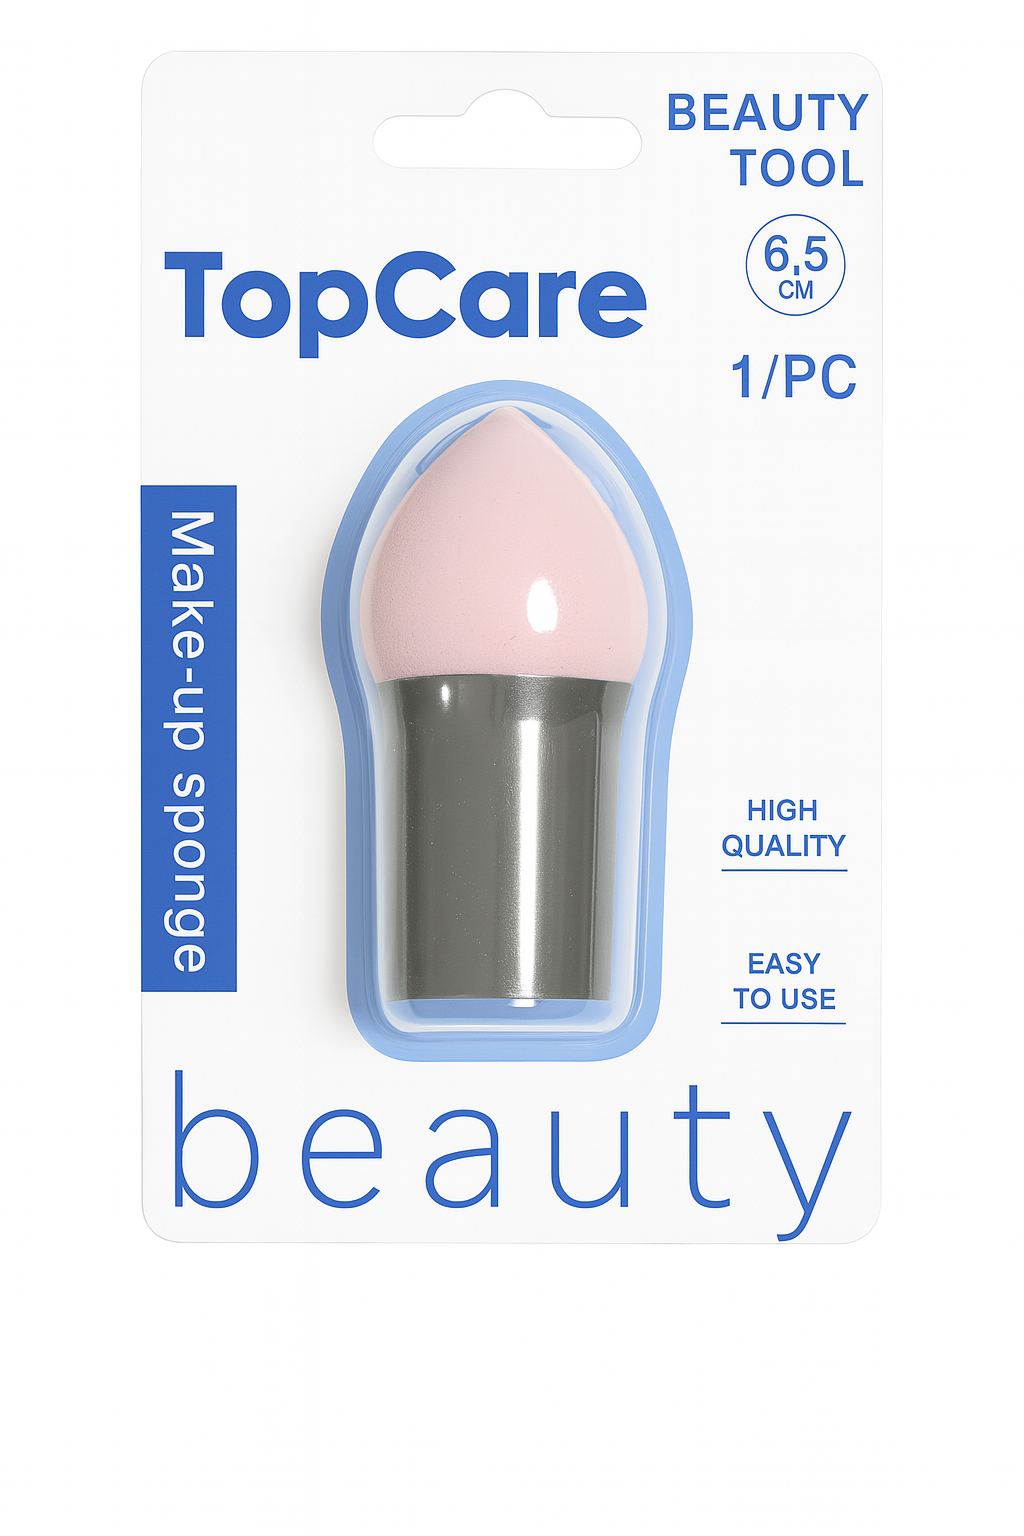 BEAUTY
TOOL
6.5
CM
TopCare
1/PC
Make-up sponge
HIGH
QUALITY
EASY
TO USE
beauty